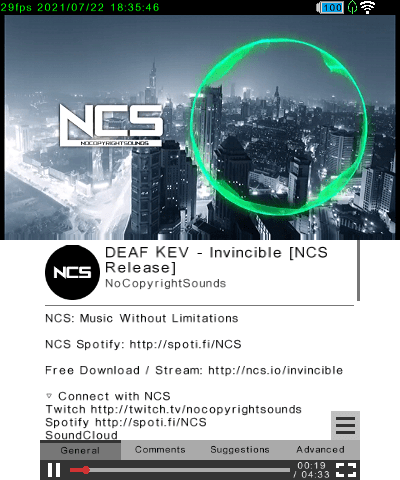 29fps 2021/07/22 18:35:46
100
NCS
NOCOPYRIGHTSOUNDS
NCS
DEAF KEV - Invincible [NCS
Release]
NoCopyrightSounds
NCS: Music Without Limitations
NCS Spotify: http://spoti.fi/NCS
Free Download / Stream: http://ncs.io/invincible
▽ Connect with NCS
Twitch http://twitch.tv/nocopyrightsounds
Spotify http://spoti.fi/NCS
SoundCloud
General Comments Suggestions Advanced
00:19
/ 04:33